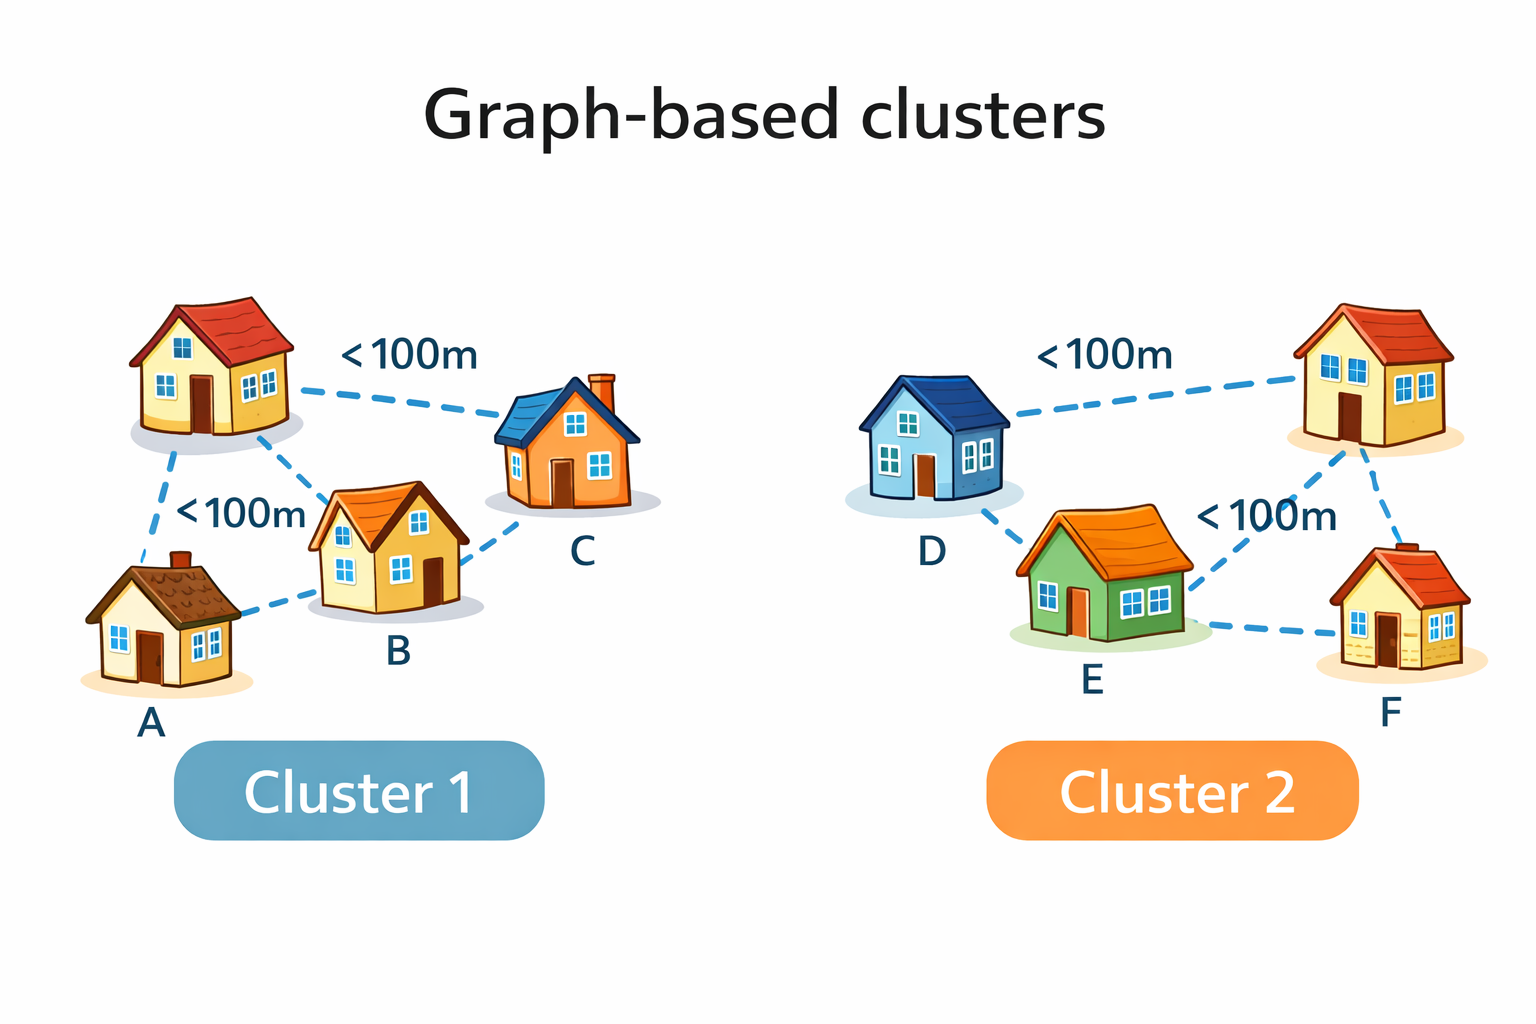 Graph-based clusters
<100m
<100m
<100m
<100m
A
B
C
D
E
F
Cluster 1
Cluster 2